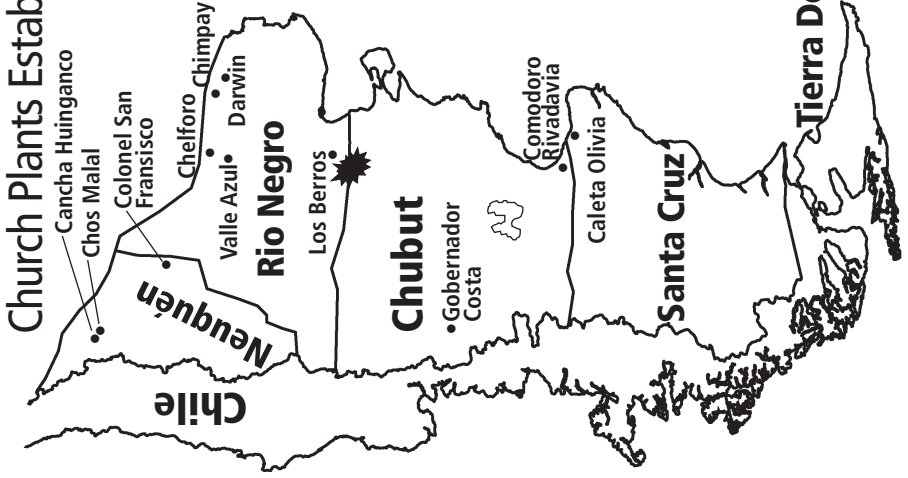 Church Plants Estab
Cancha Huinganco
Chos Malal
Colonel San
Fransisco
Chelforo
Chimpay
Darwin
Valle Azul
Rio Negro
Los Berros
Neuquén
Chile
Chubut
Gobernador
Costa
Comodoro
Rivadavia
Caleta Olivia
Santa Cruz
Tierra De